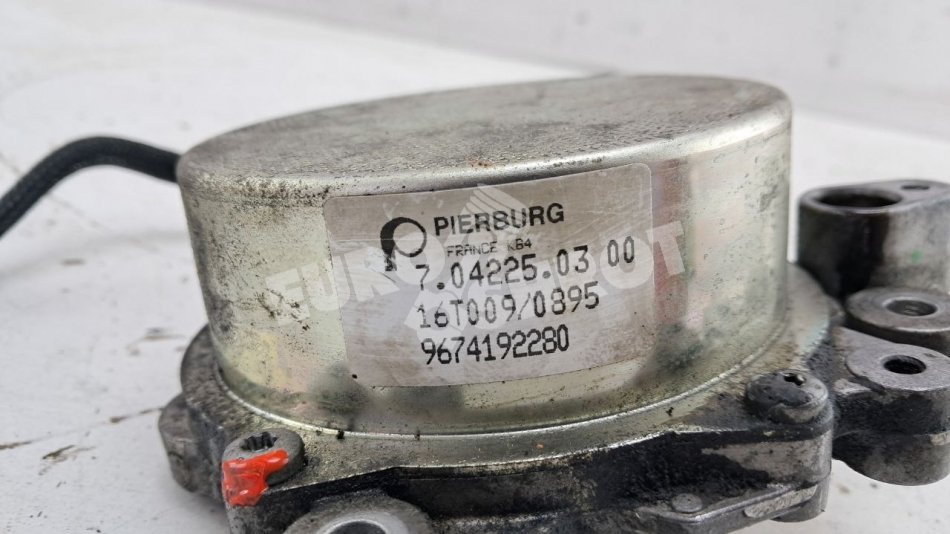 PIERBURG
FRANCE KB4
7.04225.03 00
16T009/0895
9674192280